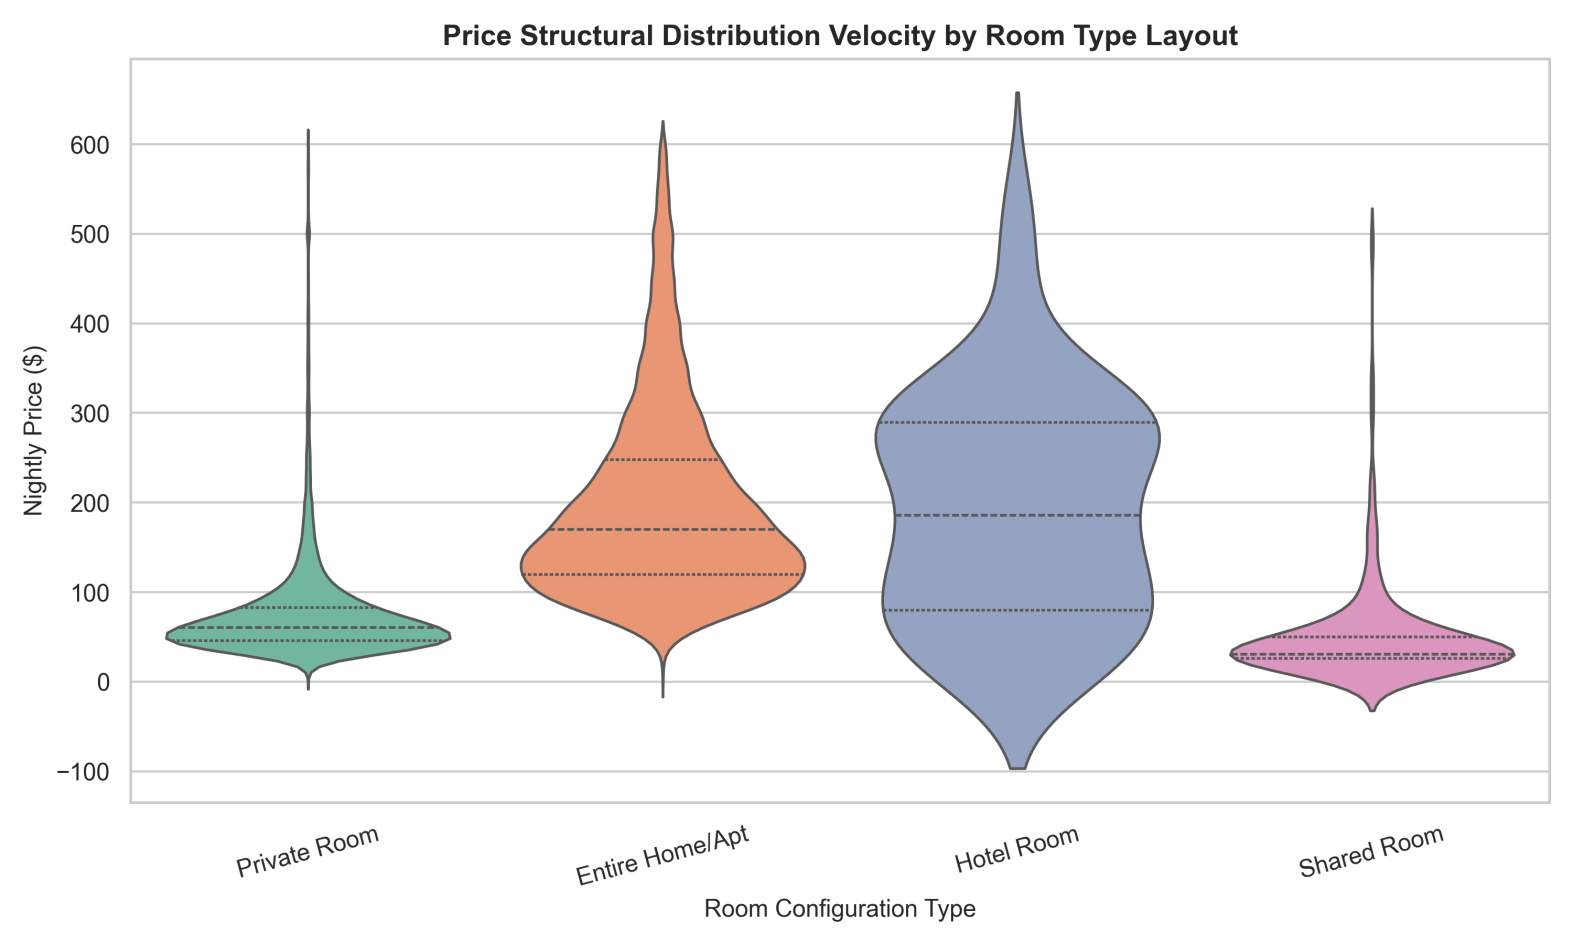 Price Structural Distribution Velocity by Room Type Layout
600
500
400
300
200
100
0
−100
Nightly Price ($)
Private Room
Entire Home/Apt
Hotel Room
Shared Room
Room Configuration Type